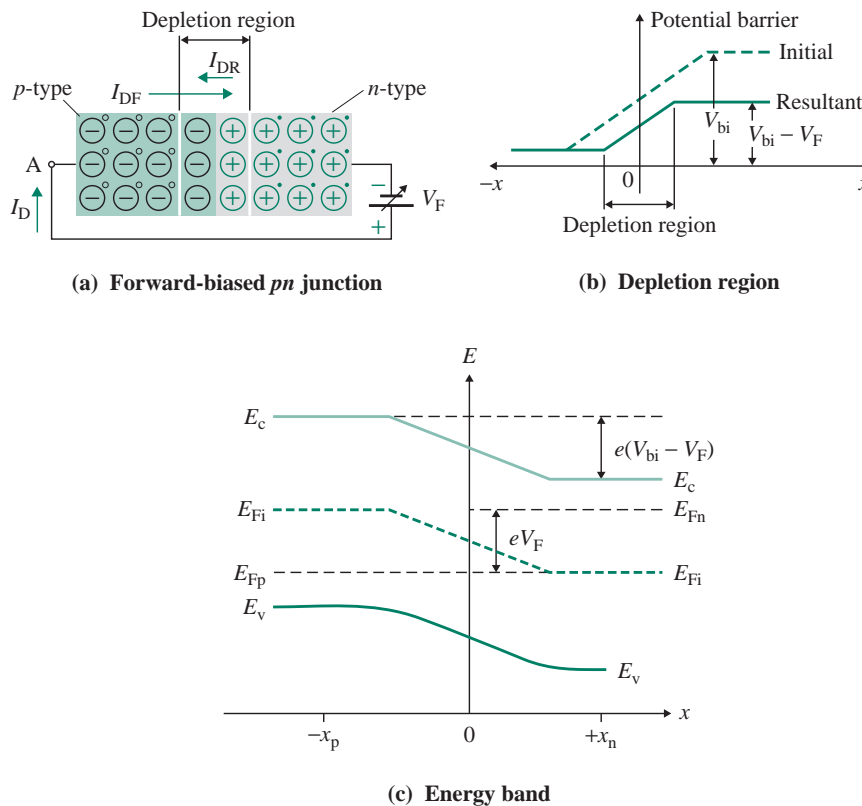 Depletion region
I_DR
I_DF
p-type
n-type
A
I_D
V_F
−
+
(a) Forward-biased pn junction
Potential barrier
Initial
Resultant
V_bi
V_bi − V_F
−x
0
x
Depletion region
(b) Depletion region
E
E_c
e(V_bi − V_F)
E_c
E_Fi
E_Fn
eV_F
E_Fp
E_Fi
E_v
E_v
x
−x_p
0
+x_n
(c) Energy band